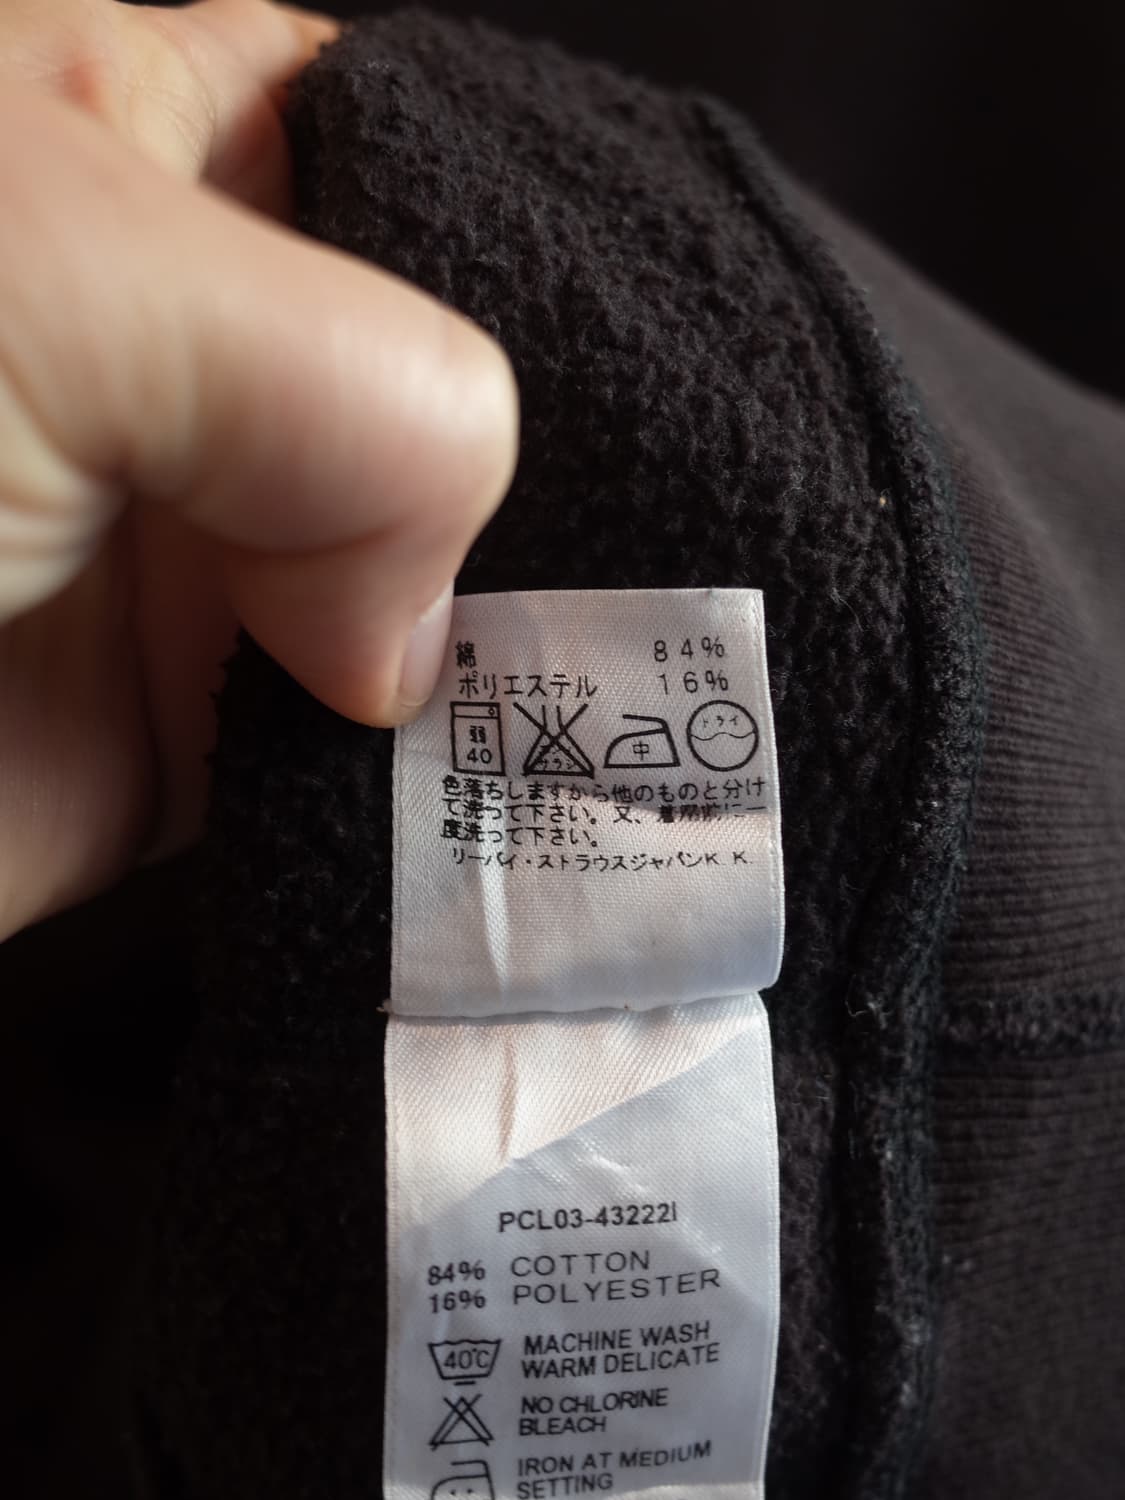 綿 84%
ポリエステル 16%
弱
40
中
ドライ
色落ちしますから他のものと分け
て洗って下さい。又、着用前に一
度洗って下さい。
リーバイ・ストラウスジャパンK K.
PCL03-43222I
84% COTTON
16% POLYESTER
40℃
MACHINE WASH
WARM DELICATE
NO CHLORINE
BLEACH
IRON AT MEDIUM
SETTING